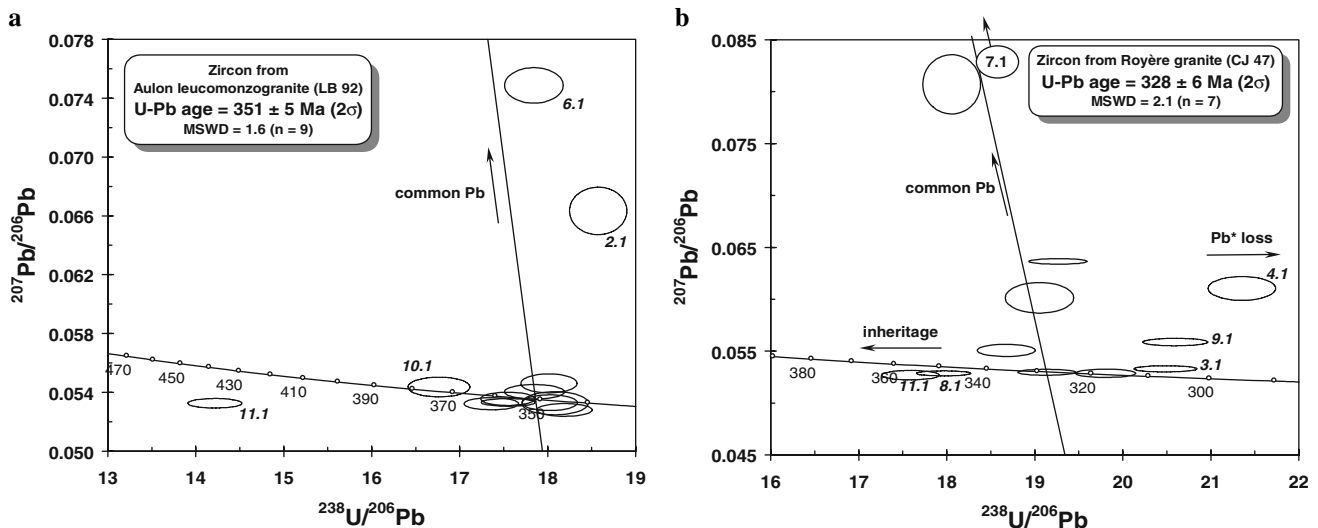 a
0.078
0.074
0.070
0.066
0.062
0.058
0.054
0.050
207Pb/206Pb
Zircon from
Aulon leucomonzogranite (LB 92)
U-Pb age = 351 ± 5 Ma (2σ)
MSWD = 1.6 (n = 9)
6.1
common Pb
2.1
10.1
11.1
470
450
430
410
390
370
350
13 14 15 16 17 18 19
238U/206Pb
b
0.085
0.075
0.065
0.055
0.045
207Pb/206Pb
7.1
Zircon from Royère granite (CJ 47)
U-Pb age = 328 ± 6 Ma (2σ)
MSWD = 2.1 (n = 7)
common Pb
Pb* loss
4.1
inheritage
9.1
3.1
11.1 8.1
380
360
340
320
300
16 17 18 19 20 21 22
238U/206Pb